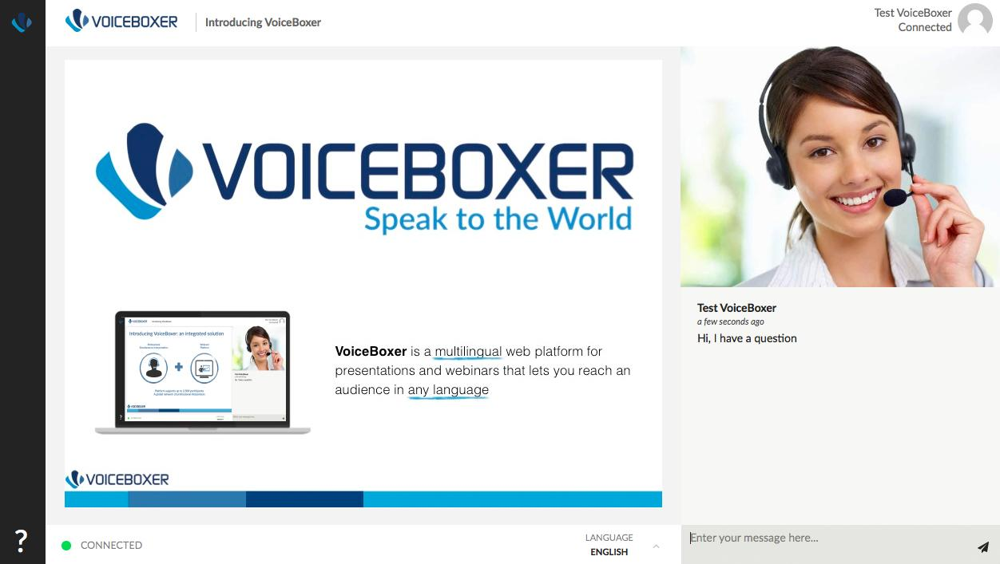 VOICEBOXER
Introducing VoiceBoxer
Test VoiceBoxer
Connected
VOICEBOXER
Speak to the World
Introducing VoiceBoxer: an integrated solution
VoiceBoxer is a multilingual web platform for
presentations and webinars that lets you reach an
audience in any language
VOICEBOXER
Test VoiceBoxer
a few seconds ago
Hi, I have a question
?
CONNECTED
LANGUAGE
ENGLISH
Enter your message here...